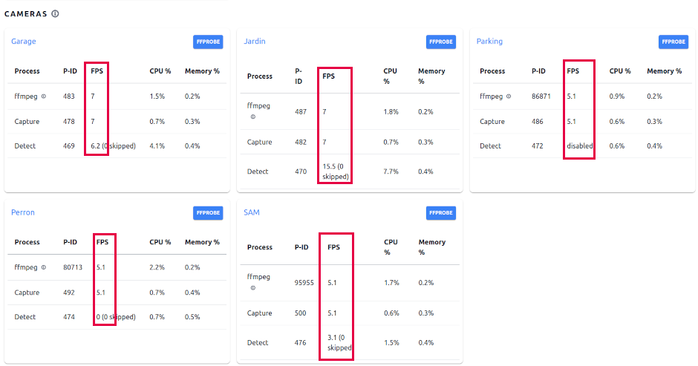 CAMERAS
Garage FFPROBE
Process P-ID FPS CPU % Memory %
ffmpeg 483 7 1.5% 0.2%
Capture 478 7 0.7% 0.3%
Detect 469 6.2 (0 skipped) 4.1% 0.4%
Jardin FFPROBE
Process P-ID FPS CPU % Memory %
ffmpeg 487 7 1.8% 0.2%
Capture 482 7 0.7% 0.3%
Detect 470 15.5 (0 skipped) 7.7% 0.4%
Parking FFPROBE
Process P-ID FPS CPU % Memory %
ffmpeg 86871 5.1 0.9% 0.2%
Capture 486 5.1 0.6% 0.3%
Detect 472 disabled 0.6% 0.4%
Perron FFPROBE
Process P-ID FPS CPU % Memory %
ffmpeg 80713 5.1 2.2% 0.2%
Capture 492 5.1 0.7% 0.4%
Detect 474 0 (0 skipped) 0.7% 0.5%
SAM FFPROBE
Process P-ID FPS CPU % Memory %
ffmpeg 95955 5.1 1.7% 0.2%
Capture 500 5.1 0.6% 0.3%
Detect 476 3.1 (0 skipped 1.5% 0.4%